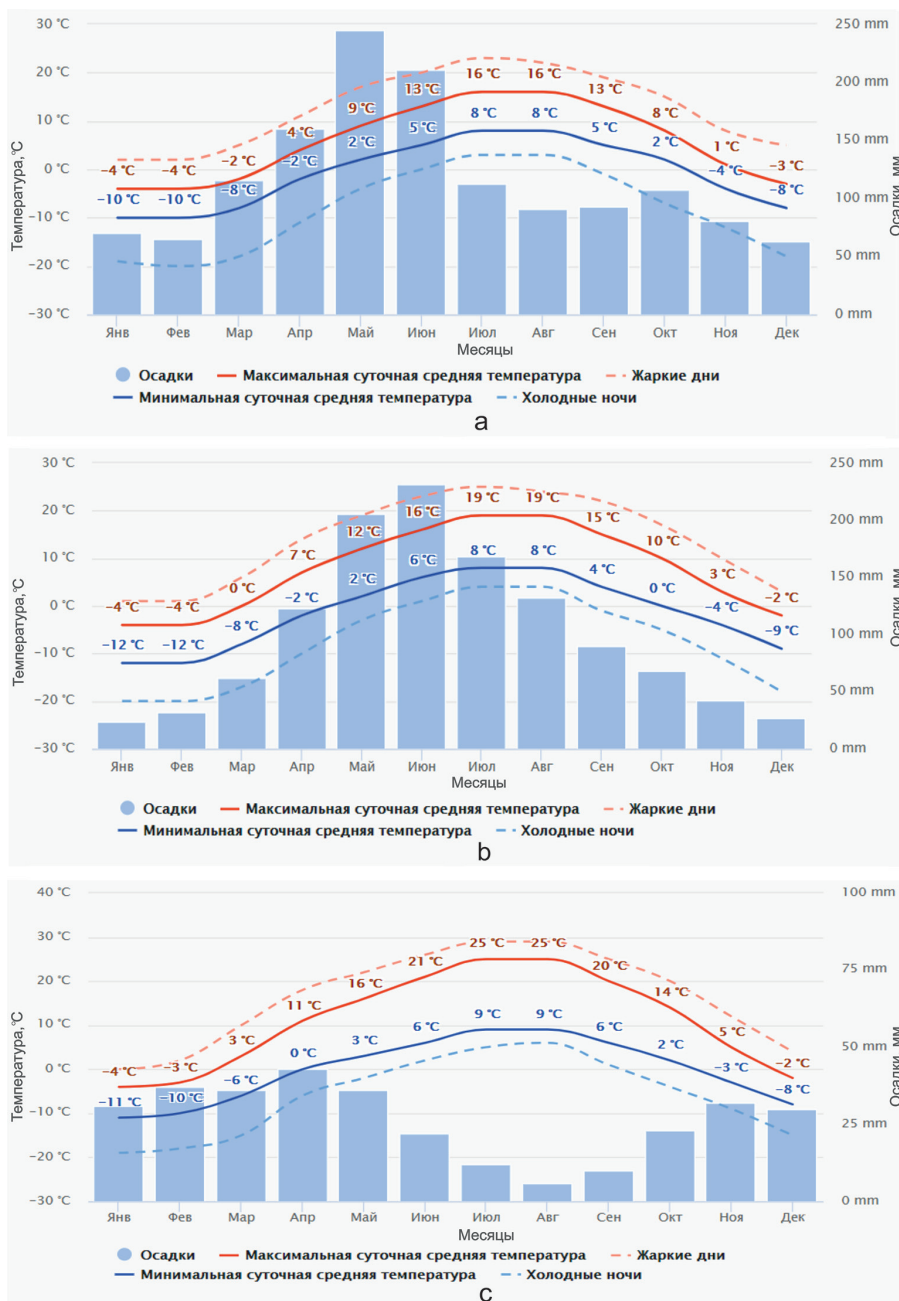 30 °C
20 °C
10 °C
0 °C
−10 °C
−20 °C
−30 °C
Температура,°С
250 mm
200 mm
150 mm
100 mm
50 mm
0 mm
Осадки, мм
−4 °C −4 °C −2 °C 4 °C 9 °C 13 °C 16 °C 16 °C 13 °C 8 °C 1 °C −3 °C
−10 °C −10 °C −8 °C −2 °C 2 °C 5 °C 8 °C 8 °C 5 °C 2 °C −4 °C −8 °C
Янв Фев Мар Апр Май Июн Июл Авг Сен Окт Ноя Дек
Месяцы
Осадки Максимальная суточная средняя температура Жаркие дни
Минимальная суточная средняя температура Холодные ночи
a
30 °C
20 °C
10 °C
0 °C
−10 °C
−20 °C
−30 °C
Температура,°С
250 mm
200 mm
150 mm
100 mm
50 mm
0 mm
Осадки, мм
−4 °C −4 °C 0 °C 7 °C 12 °C 16 °C 19 °C 19 °C 15 °C 10 °C 3 °C −2 °C
−12 °C −12 °C −8 °C −2 °C 2 °C 6 °C 8 °C 8 °C 4 °C 0 °C −4 °C −9 °C
Янв Фев Мар Апр Май Июн Июл Авг Сен Окт Ноя Дек
Месяцы
Осадки Максимальная суточная средняя температура Жаркие дни
Минимальная суточная средняя температура Холодные ночи
b
40 °C
30 °C
20 °C
10 °C
0 °C
−10 °C
−20 °C
−30 °C
Температура,°С
100 mm
75 mm
50 mm
25 mm
0 mm
Осадки, мм
−4 °C −3 °C 3 °C 11 °C 16 °C 21 °C 25 °C 25 °C 20 °C 14 °C 5 °C −2 °C
−11 °C −10 °C −6 °C 0 °C 3 °C 6 °C 9 °C 9 °C 6 °C 2 °C −3 °C −8 °C
Янв Фев Мар Апр Май Июн Июл Авг Сен Окт Ноя Дек
Месяцы
Осадки Максимальная суточная средняя температура Жаркие дни
Минимальная суточная средняя температура Холодные ночи
c